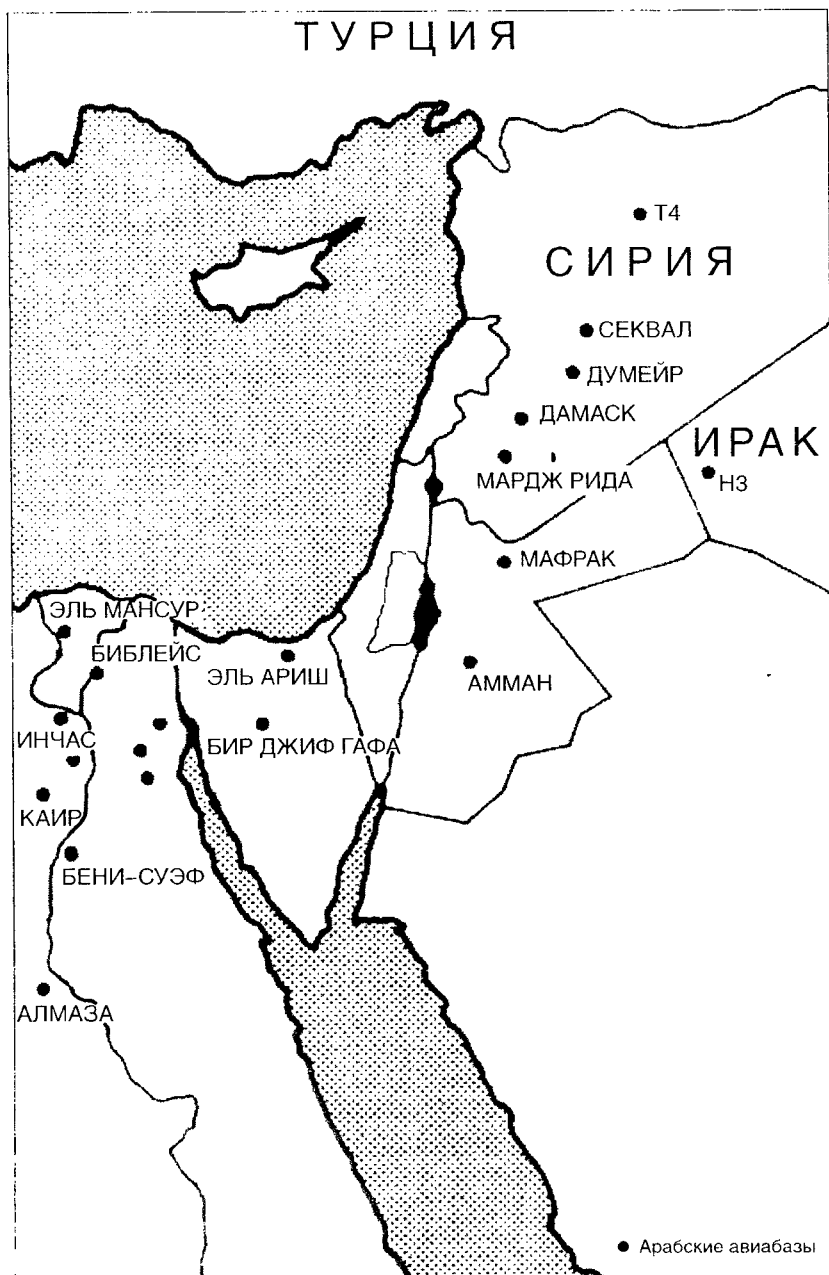 ТУРЦИЯ
Т4
СИРИЯ
СЕКВАЛ
ДУМЕЙР
ДАМАСК
ИРАК
МАРДЖ РИДА
Н3
МАФРАК
ЭЛЬ МАНСУР
БИБЛЕЙС
ЭЛЬ АРИШ
АММАН
ИНЧАС
БИР ДЖИФ ГАФА
КАИР
БЕНИ-СУЭФ
АЛМАЗА
Арабские авиабазы